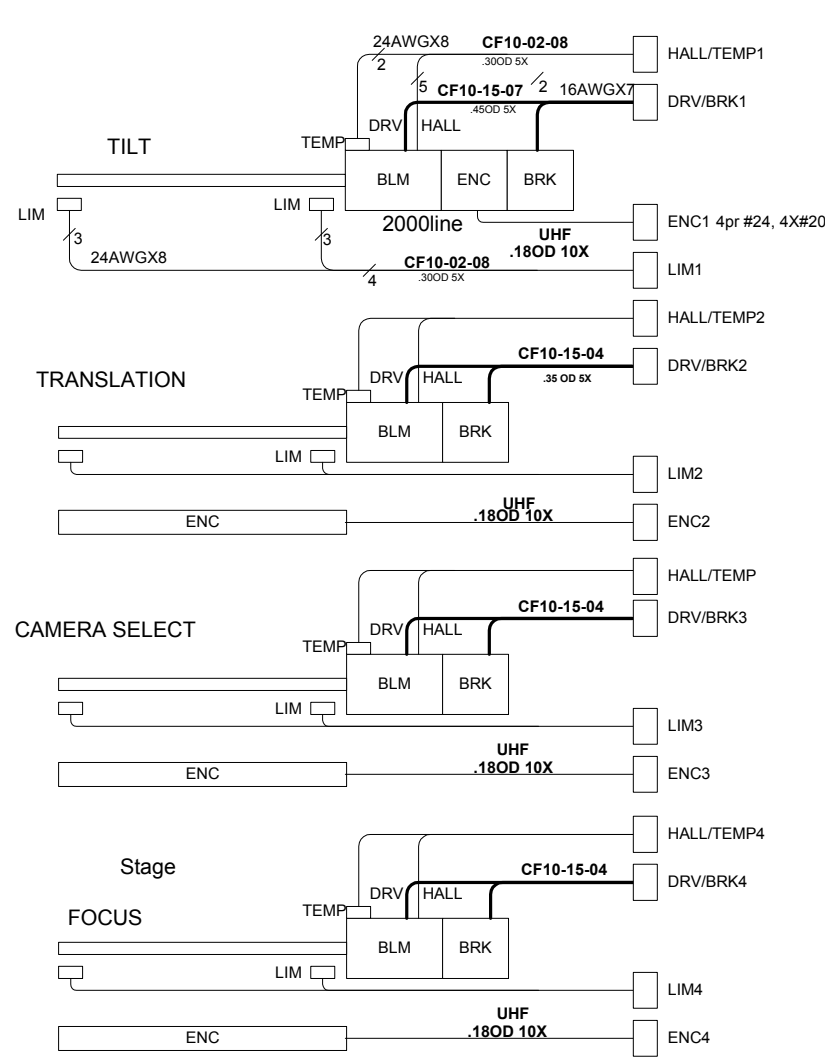 24AWGX8 CF10-02-08 HALL/TEMP1
2 .30OD 5X
5 CF10-15-07 2 16AWGX7 DRV/BRK1
.45OD 5X
DRV HALL
TILT TEMP
BLM ENC BRK
LIM LIM
2000line UHF ENC1 4pr #24, 4X#20
3 3 .18OD 10X
24AWGX8 CF10-02-08 LIM1
4 .30OD 5X
HALL/TEMP2
CF10-15-04 DRV/BRK2
TRANSLATION DRV HALL .35 OD 5X
TEMP
BLM BRK
LIM
LIM2
UHF
.18OD 10X
ENC ENC2
HALL/TEMP
CF10-15-04 DRV/BRK3
CAMERA SELECT DRV HALL
TEMP
BLM BRK
LIM
LIM3
UHF
.18OD 10X
ENC ENC3
HALL/TEMP4
Stage CF10-15-04 DRV/BRK4
DRV HALL
FOCUS TEMP
BLM BRK
LIM
LIM4
UHF
.18OD 10X
ENC ENC4